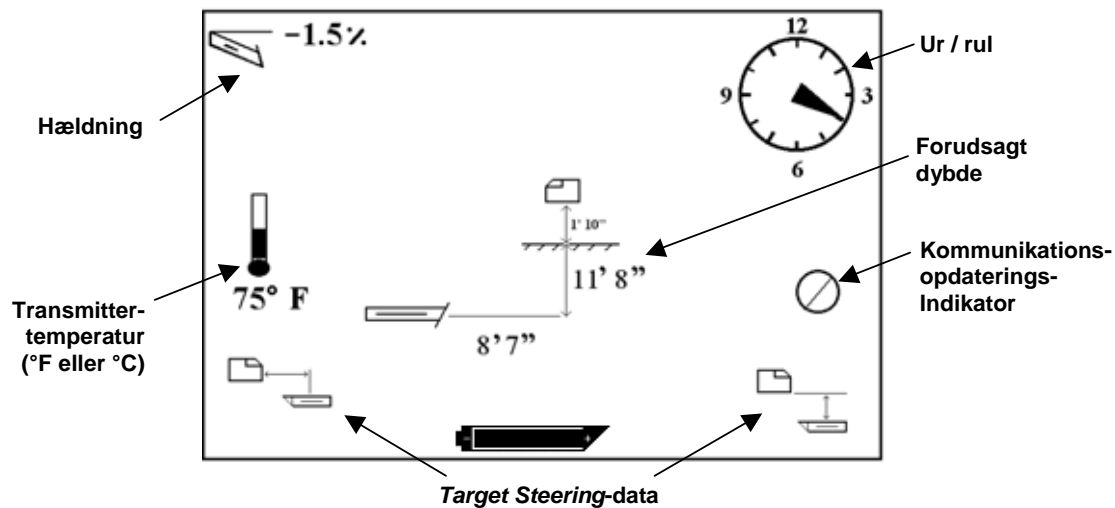 -1.5%
12
3
6
9
Ur / rul
Hældning
Forudsagt
dybde
1' 10"
11' 8"
8'7"
75° F
Kommunikations-
opdaterings-
Indikator
Transmitter-
temperatur
(°F eller °C)
Target Steering-data